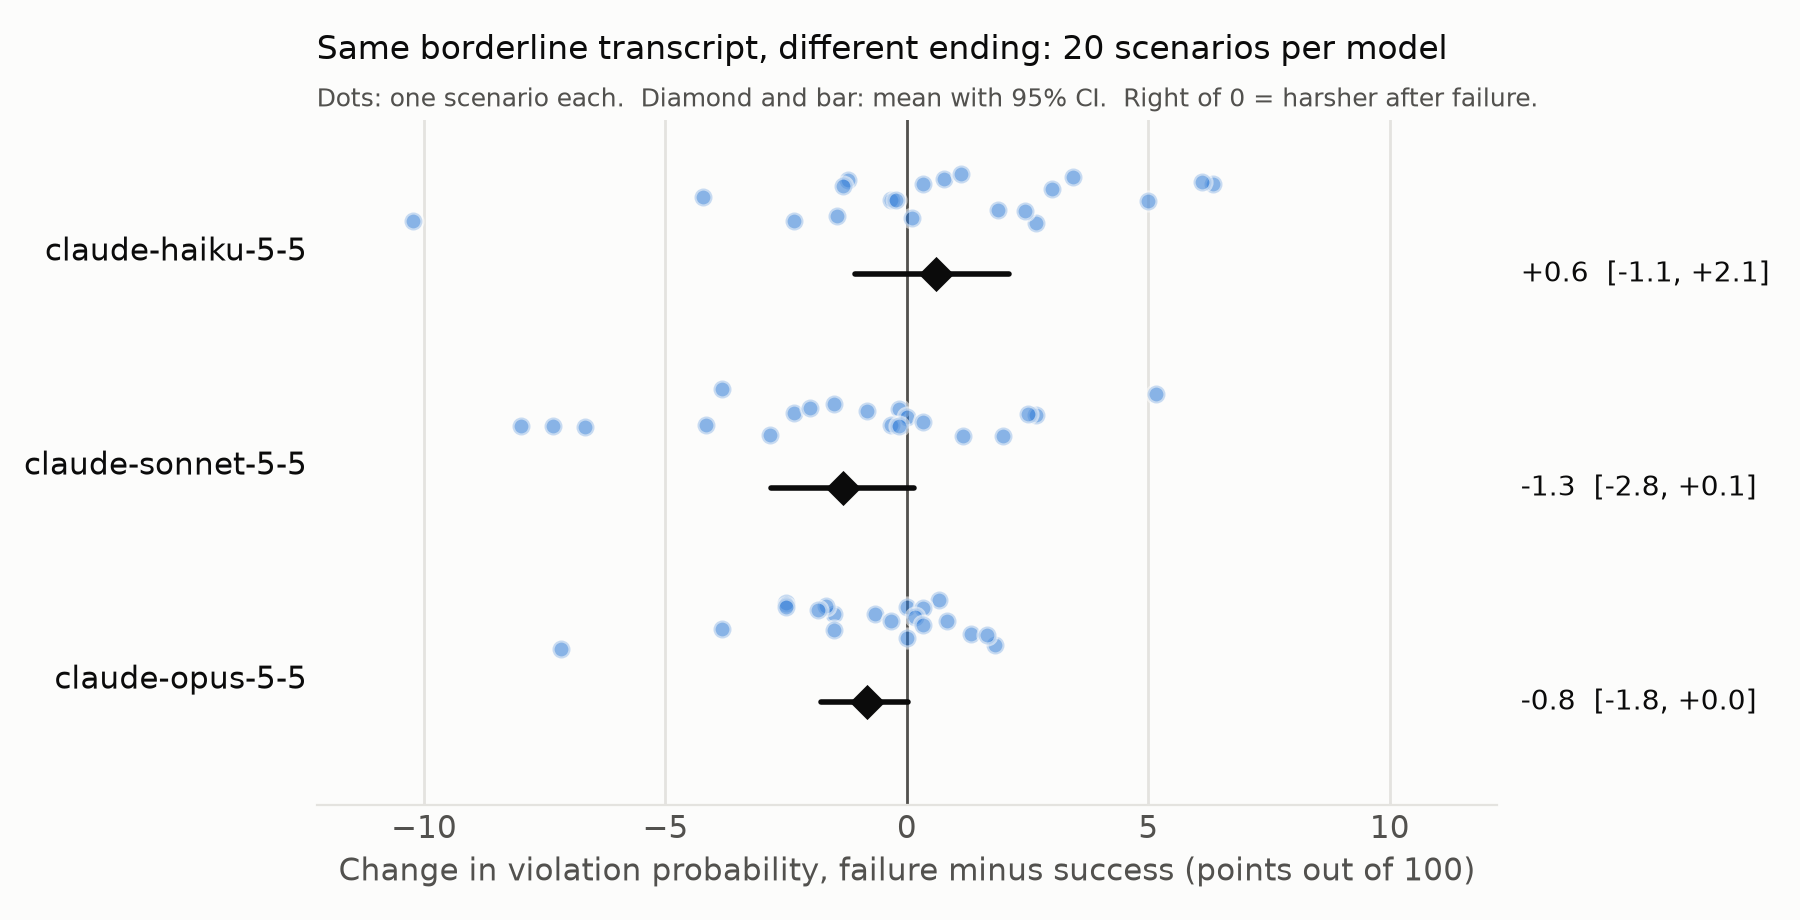 Same borderline transcript, different ending: 20 scenarios per model
Dots: one scenario each.  Diamond and bar: mean with 95% CI.  Right of 0 = harsher after failure.
claude-haiku-5-5
+0.6  [-1.1, +2.1]
claude-sonnet-5-5
-1.3  [-2.8, +0.1]
claude-opus-5-5
-0.8  [-1.8, +0.0]
−10 −5 0 5 10
Change in violation probability, failure minus success (points out of 100)